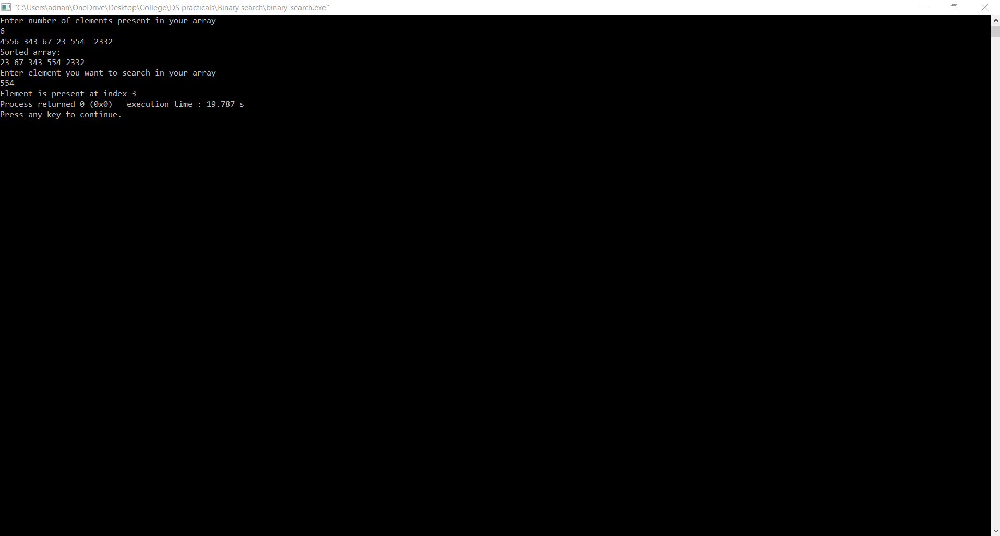 "C:\Users\adnan\OneDrive\Desktop\College\DS practicals\Binary search\binary_search.exe"
Enter number of elements present in your array
6
4556 343 67 23 554  2332
Sorted array:
23 67 343 554 2332
Enter element you want to search in your array
554
Element is present at index 3
Process returned 0 (0x0)   execution time : 19.787 s
Press any key to continue.